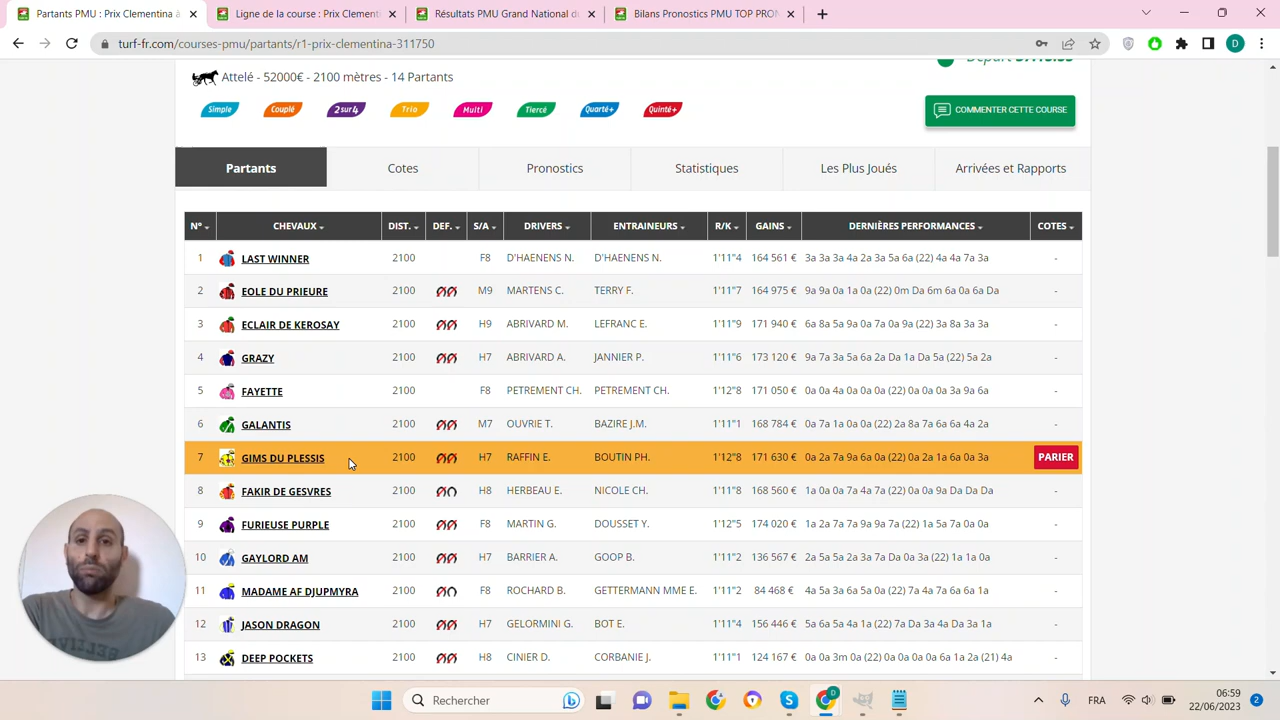 Partants PMU : Prix Clementina à
Ligne de la course : Prix Clement
Résultats PMU Grand National du
Bilans Pronostics PMU TOP PRON
turf-fr.com/courses-pmu/partants/r1-prix-clementina-311750
D
Attelé - 52000€ - 2100 mètres - 14 Partants
Simple Couplé 2sur4 Trio Multi Tiercé Quarté+ Quinté+
COMMENTER CETTE COURSE
Partants Cotes Pronostics Statistiques Les Plus Joués Arrivées et Rapports
N° CHEVAUX DIST. DEF. S/A DRIVERS ENTRAINEURS R/K GAINS DERNIÈRES PERFORMANCES COTES
1 LAST WINNER 2100 F8 D'HAENENS N. D'HAENENS N. 1'11"4 164 561 € 3a 3a 3a 4a 2a 3a 5a 6a (22) 4a 4a 7a 3a -
2 EOLE DU PRIEURE 2100 M9 MARTENS C. TERRY F. 1'11"7 164 975 € 9a 9a 0a 1a 0a (22) 0m Da 6m 6a 0a 6a Da -
3 ECLAIR DE KEROSAY 2100 H9 ABRIVARD M. LEFRANC E. 1'11"9 171 940 € 6a 8a 5a 9a 0a 7a 0a 9a (22) 3a 8a 3a 3a -
4 GRAZY 2100 H7 ABRIVARD A. JANNIER P. 1'11"6 173 120 € 9a 7a 3a 5a 6a 2a Da 1a Da 5a (22) 5a 2a -
5 FAYETTE 2100 F8 PETREMENT CH. PETREMENT CH. 1'12"8 171 050 € 0a 0a 4a 0a 0a 0a (22) 0a 0a 0a 3a 9a 6a -
6 GALANTIS 2100 M7 OUVRIE T. BAZIRE J.M. 1'11"1 168 784 € 0a 7a 1a 0a 0a (22) 2a 8a 7a 6a 6a 4a 2a -
7 GIMS DU PLESSIS 2100 H7 RAFFIN E. BOUTIN PH. 1'12"8 171 630 € 0a 2a 7a 9a 6a 0a (22) 0a 2a 1a 6a 0a 3a PARIER
8 FAKIR DE GESVRES 2100 H8 HERBEAU E. NICOLE CH. 1'11"8 168 560 € 1a 0a 0a 7a 4a 7a (22) 0a 0a 9a Da Da Da -
9 FURIEUSE PURPLE 2100 F8 MARTIN G. DOUSSET Y. 1'12"5 174 020 € 1a 2a 7a 9a 9a 7a (22) 1a 5a 7a 0a 0a -
10 GAYLORD AM 2100 H7 BARRIER A. GOOP B. 1'11"2 136 567 € 2a 5a 5a 2a 3a 7a Da 0a 3a (22) 1a 1a 0a -
11 MADAME AF DJUPMYRA 2100 F8 ROCHARD B. GETTERMANN MME E. 1'11"2 84 468 € 4a 5a 3a 6a 5a 0a (22) 7a 4a 7a 6a 6a 1a -
12 JASON DRAGON 2100 H7 GELORMINI G. BOT E. 1'11"4 156 446 € 5a 6a 5a 4a 1a (22) 7a Da 3a 4a Da 3a 1a -
13 DEEP POCKETS 2100 H8 CINIER D. CORBANIE J. 1'11"1 124 167 € 0a 0a 3m 0a (22) 0a 0a 0a 6a 1a 2a (21) 4a -
Rechercher
FRA
06:59
22/06/2023
2